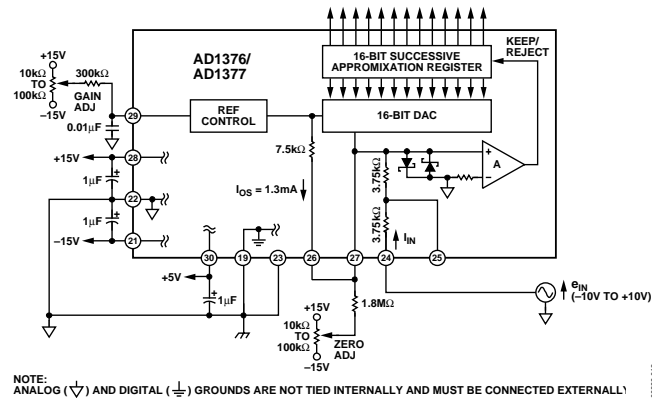 AD1376/
AD1377
16-BIT SUCCESSIVE
APPROMIXATION REGISTER
KEEP/
REJECT
+15V
10kΩ
TO
100kΩ
–15V
300kΩ
GAIN
ADJ
0.01µF
29
REF
CONTROL
16-BIT DAC
7.5kΩ
3.75kΩ
3.75kΩ
+
–
A
+15V
28
1µF
+
22
1µF
+
–15V
21
IOS = 1.3mA
IIN
30
19
23
26
27
24
25
+5V
+
1µF
1.8MΩ
+15V
10kΩ
TO
100kΩ
–15V
ZERO
ADJ
eIN
(–10V TO +10V)
NOTE:
ANALOG ( ) AND DIGITAL ( ) GROUNDS ARE NOT TIED INTERNALLY AND MUST BE CONNECTED EXTERNALLY